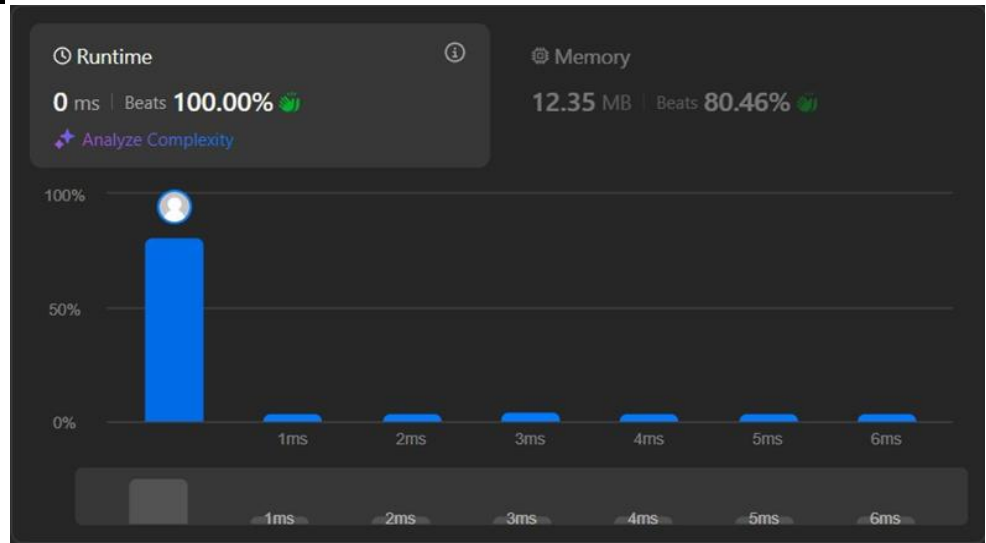 Runtime
0 ms | Beats 100.00%
Analyze Complexity
Memory
12.35 MB | Beats 80.46%
100%
50%
0%
1ms 2ms 3ms 4ms 5ms 6ms
1ms 2ms 3ms 4ms 5ms 6ms